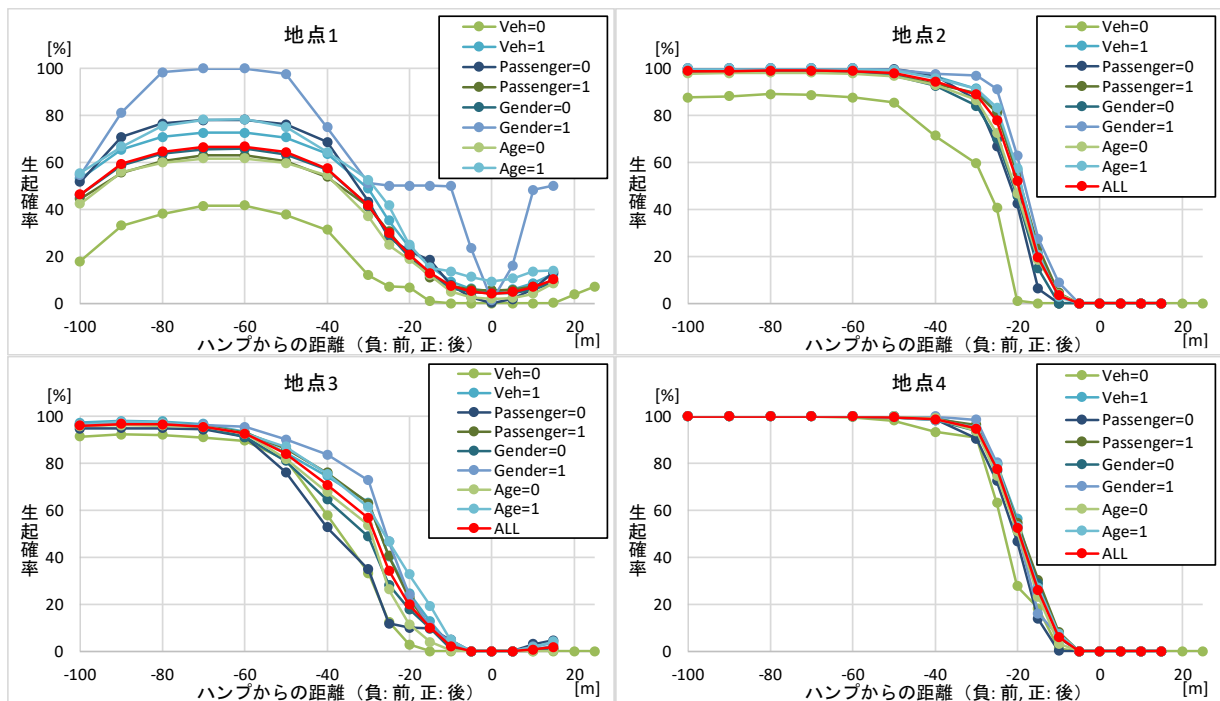 地点1
[%]
100
80
60
40
20
0
生起確率
-100
-80
-60
-40
-20
0
20
[m]
ハンプからの距離（負: 前, 正: 後）
Veh=0
Veh=1
Passenger=0
Passenger=1
Gender=0
Gender=1
Age=0
Age=1
地点2
[%]
100
80
60
40
20
0
生起確率
-100
-80
-60
-40
-20
0
20
[m]
ハンプからの距離（負: 前, 正: 後）
Veh=0
Veh=1
Passenger=0
Passenger=1
Gender=0
Gender=1
Age=0
Age=1
ALL
地点3
[%]
100
80
60
40
20
0
生起確率
-100
-80
-60
-40
-20
0
20
[m]
ハンプからの距離（負: 前, 正: 後）
Veh=0
Veh=1
Passenger=0
Passenger=1
Gender=0
Gender=1
Age=0
Age=1
ALL
地点4
[%]
100
80
60
40
20
0
生起確率
-100
-80
-60
-40
-20
0
20
[m]
ハンプからの距離（負: 前, 正: 後）
Veh=0
Veh=1
Passenger=0
Passenger=1
Gender=0
Gender=1
Age=0
Age=1
ALL